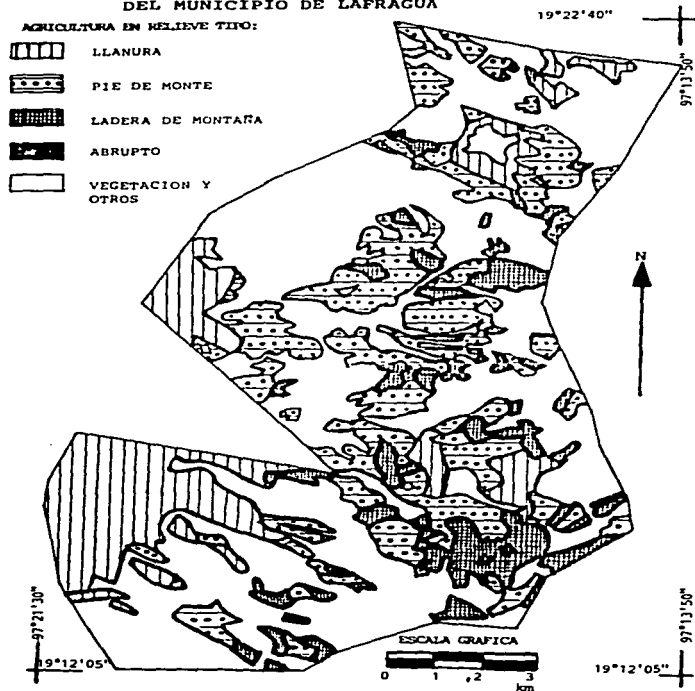 DEL MUNICIPIO DE LAFRAGUA
AGRICULTURA EN RELIEVE TIPO:
LLANURA
PIE DE MONTE
LADERA DE MONTAÑA
ABRUPTO
VEGETACION Y
OTROS
19°22'40"
97°13'50"
N
97°21'30"
19°12'05"
ESCALA GRAFICA
0 1 2 3
km
97°13'50"
19°12'05"